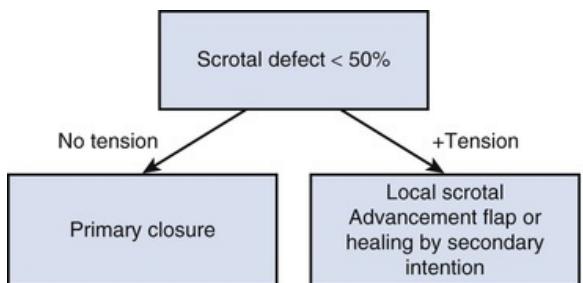 Scrotal defect < 50%
No tension
+Tension
Primary closure
Local scrotal
Advancement flap or
healing by secondary
intention